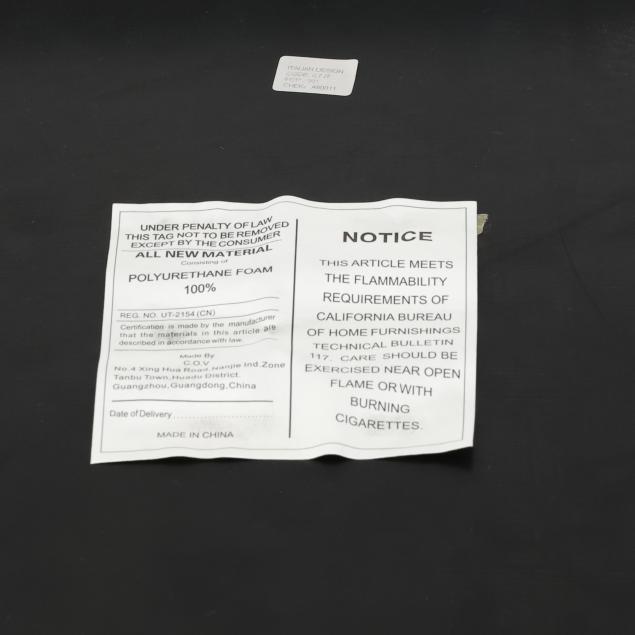 DESIGN
UNDER PENALTY OF LAW
THIS TAG NOT TO BE REMOVED
EXCEPT BY THE CONSUMER
ALL NEW MATERIAL
Consisting of
POLYURETHANE FOAM
100%
REG. NO. UT-2154 (CN)
Certification is made by the manufacturer
that the materials in this article are
described in accordance with law.
Made By
C.O.V
No.4 Xing Hua Road, Nanjie Ind.Zone
Tanbu Town, Huadu District.
Guangzhou,Guangdong,China
Date of Delivery
MADE IN CHINA
NOTICE
THIS ARTICLE MEETS
THE FLAMMABILITY
REQUIREMENTS OF
CALIFORNIA BUREAU
OF HOME FURNISHINGS
TECHNICAL BULLETIN
117. CARE SHOULD BE
EXERCISED NEAR OPEN
FLAME OR WITH
BURNING
CIGARETTES.